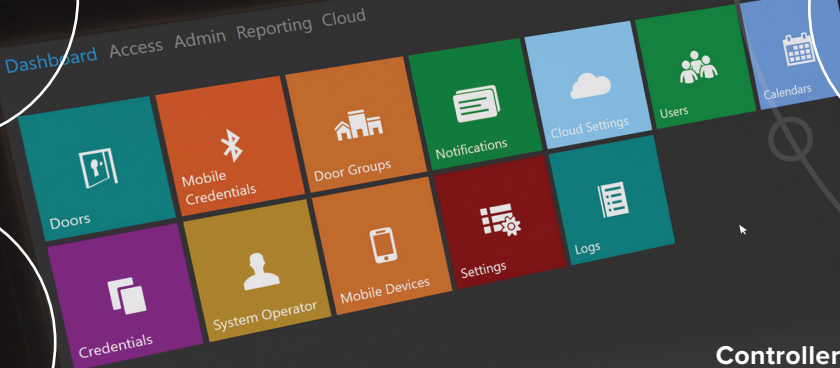 Dashboard Access Admin Reporting Cloud
Doors
Mobile
Credentials
Door Groups
Notifications
Cloud Settings
Users
Calendars
Credentials
System Operator
Mobile Devices
Settings
Logs
Controller